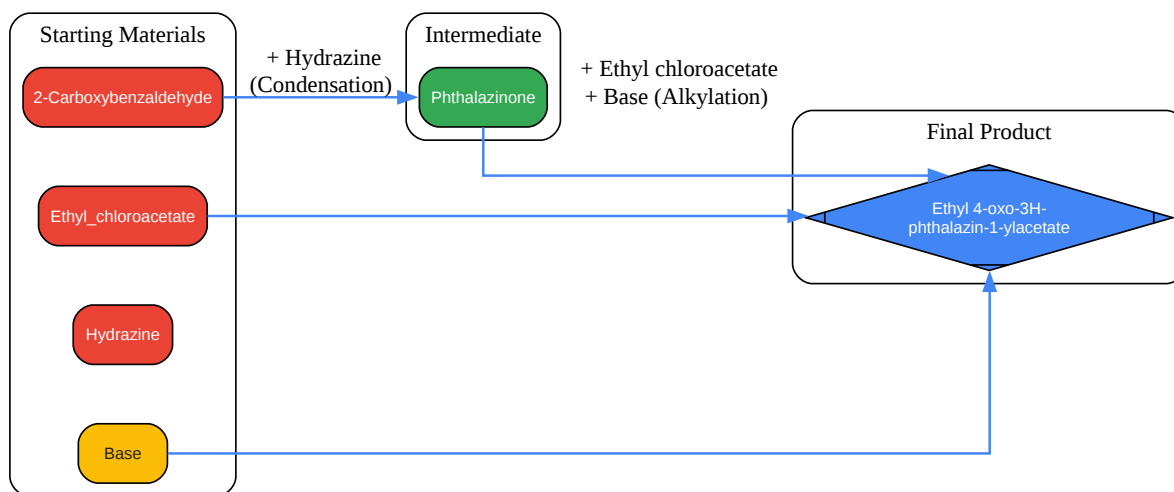 Starting Materials
2-Carboxybenzaldehyde
Ethyl_chloroacetate
Hydrazine
Base
+ Hydrazine
(Condensation)
Intermediate
Phthalazinone
+ Ethyl chloroacetate
+ Base (Alkylation)
Final Product
Ethyl 4-oxo-3H-
phthalazin-1-ylacetate